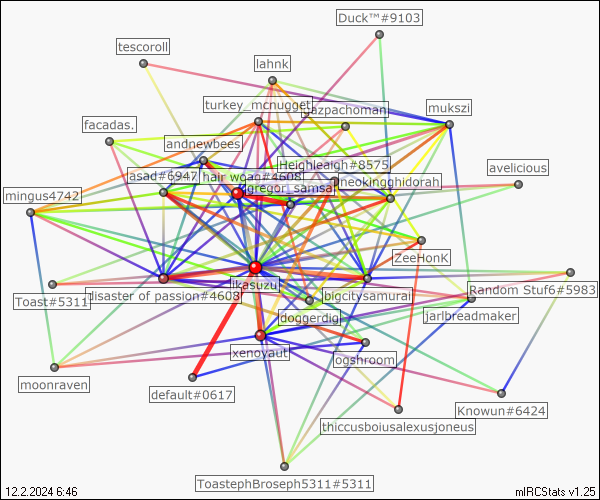 Duck™#9103
tescoroll
lahnk
turkey_mcnugget
gazpachoman
mukszi
facadas.
andnewbees
Heighleaigh#8575
asad#6947
hair wean#4608
theokingghidorah
avelicious
mingus4742
gregor_samsa
ZeeHonK
likasuzu
Random Stuf6#5983
Toast#5311
disaster of passion#4608
bigcitysamurai
doggerdig
jarlbreadmaker
xenoyaut
ogshroom
moonraven
default#0617
Knowun#6424
thiccusboiusalexusjoneus
ToastephBroseph5311#5311
12.2.2024 6:46
mIRCStats v1.25